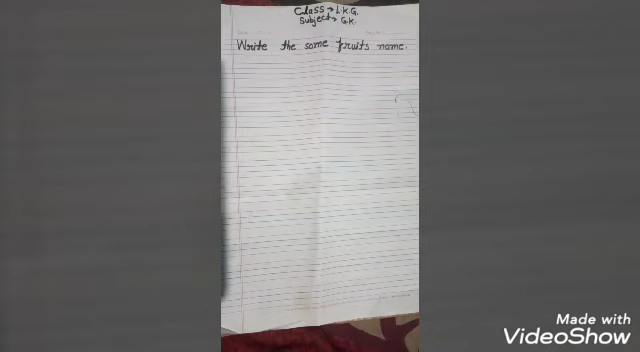 Class → L.K.G.
Subject → G.K.
Write the some fruits name.
Made with
VideoShow